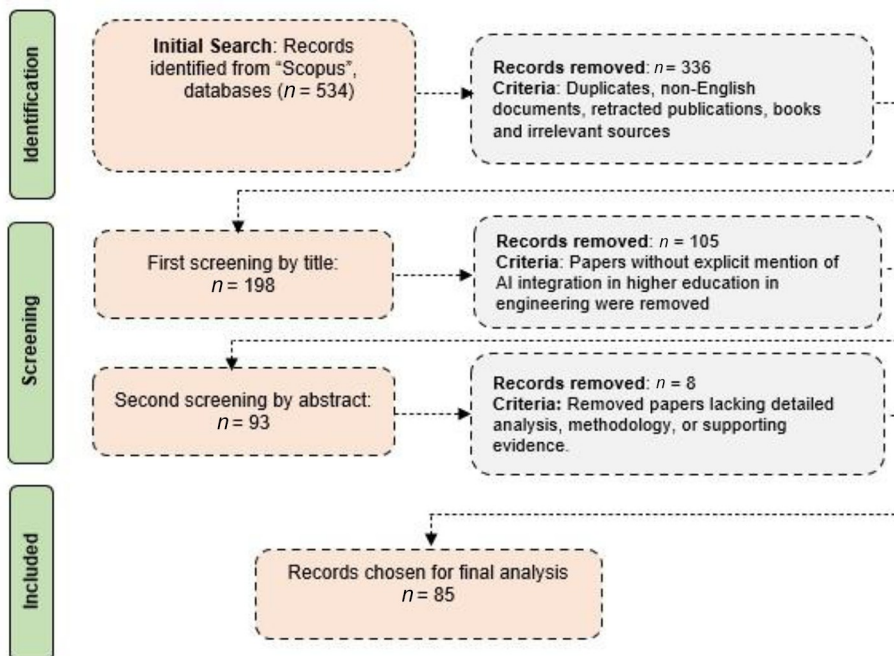 Identification
Initial Search: Records
identified from “Scopus”,
databases (n = 534)
Records removed: n = 336
Criteria: Duplicates, non-English
documents, retracted publications, books
and irrelevant sources
Screening
First screening by title:
n = 198
Records removed: n = 105
Criteria: Papers without explicit mention of
AI integration in higher education in
engineering were removed
Second screening by abstract:
n = 93
Records removed: n = 8
Criteria: Removed papers lacking detailed
analysis, methodology, or supporting
evidence.
Included
Records chosen for final analysis
n = 85